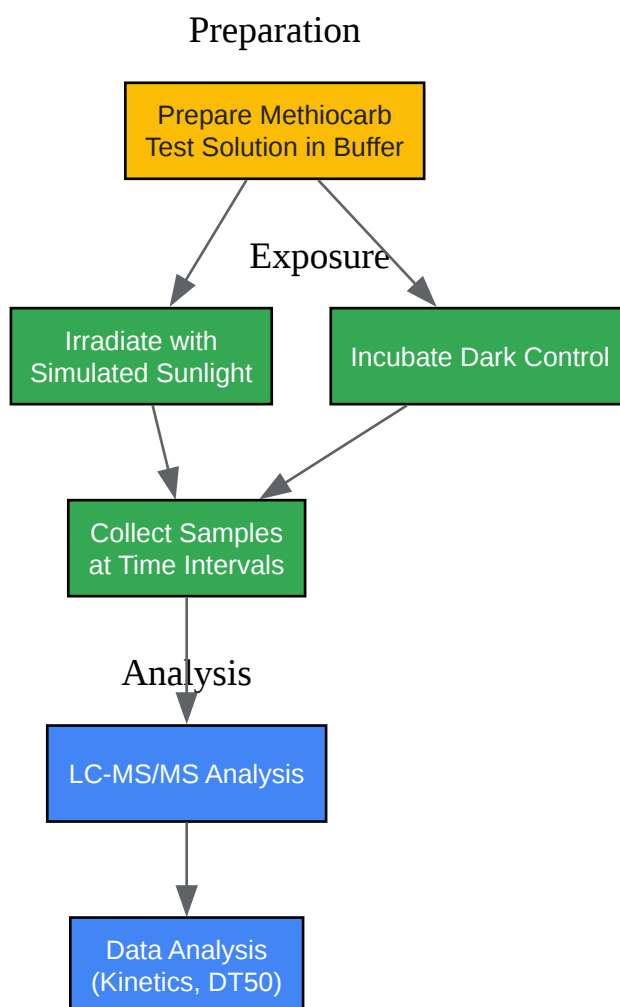 Preparation
Prepare Methiocarb
Test Solution in Buffer
Exposure
Irradiate with
Simulated Sunlight
Incubate Dark Control
Collect Samples
at Time Intervals
Analysis
LC-MS/MS Analysis
Data Analysis
(Kinetics, DT50)